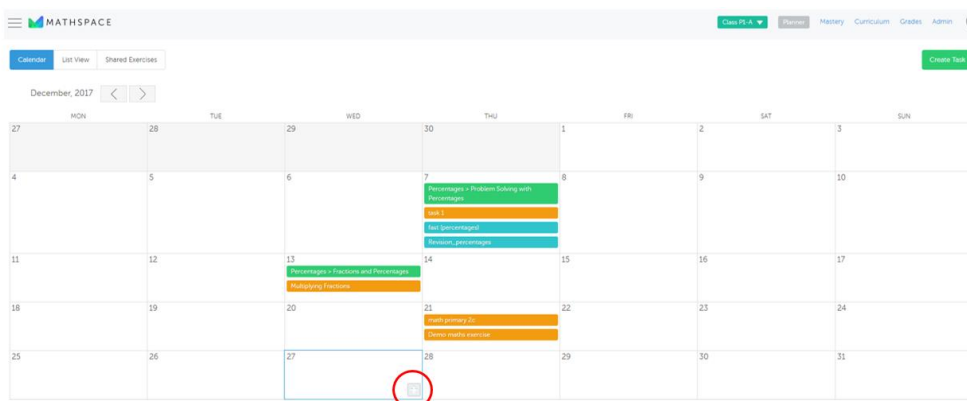 MATHSPACE
Class P1-A Planner Mastery Curriculum Grades Admin
Calendar List View Shared Exercises Create Task
December, 2017
MON TUE WED THU FRI SAT SUN
27 28 29 30 1 2 3
4 5 6 7 8 9 10
Percentages > Problem Solving with
Percentages
task 1
fast (percentages)
Revision_percentages
11 12 13 14 15 16 17
Percentages > Fractions and Percentages
Multiplying Fractions
18 19 20 21 22 23 24
math primary 2c
Demo maths exercise
25 26 27 28 29 30 31